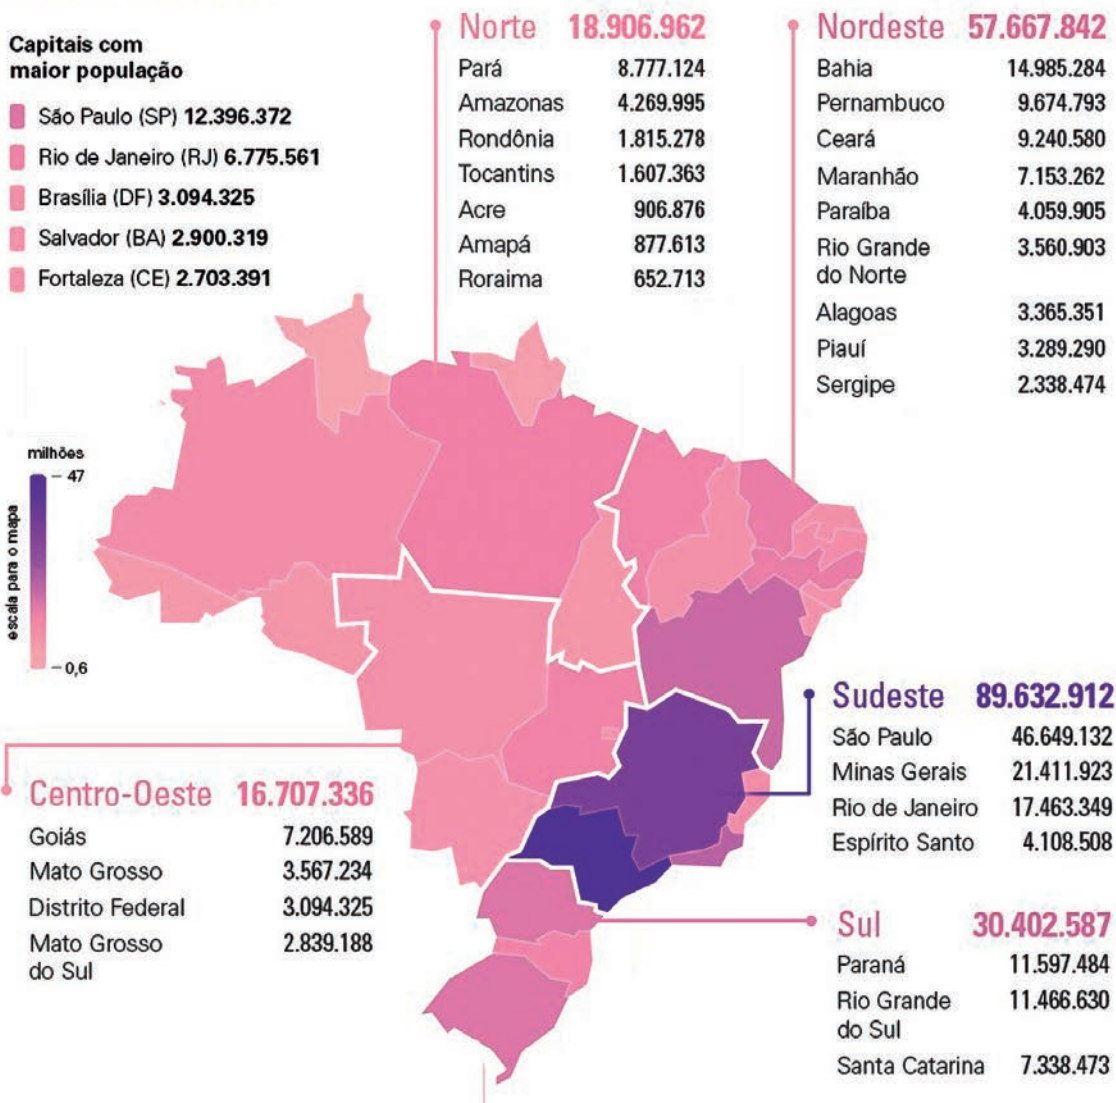 Capitais com
maior população
São Paulo (SP) 12.396.372
Rio de Janeiro (RJ) 6.775.561
Brasília (DF) 3.094.325
Salvador (BA) 2.900.319
Fortaleza (CE) 2.703.391
Norte 18.906.962
Pará 8.777.124
Amazonas 4.269.995
Rondônia 1.815.278
Tocantins 1.607.363
Acre 906.876
Amapá 877.613
Roraima 652.713
Nordeste 57.667.842
Bahia 14.985.284
Pernambuco 9.674.793
Ceará 9.240.580
Maranhão 7.153.262
Paraíba 4.059.905
Rio Grande 3.560.903
do Norte
Alagoas 3.365.351
Piauí 3.289.290
Sergipe 2.338.474
milhões
47
escala para o mapa
0,6
Sudeste 89.632.912
São Paulo 46.649.132
Minas Gerais 21.411.923
Rio de Janeiro 17.463.349
Espírito Santo 4.108.508
Centro-Oeste 16.707.336
Goiás 7.206.589
Mato Grosso 3.567.234
Distrito Federal 3.094.325
Mato Grosso 2.839.188
do Sul
Sul 30.402.587
Paraná 11.597.484
Rio Grande 11.466.630
do Sul
Santa Catarina 7.338.473